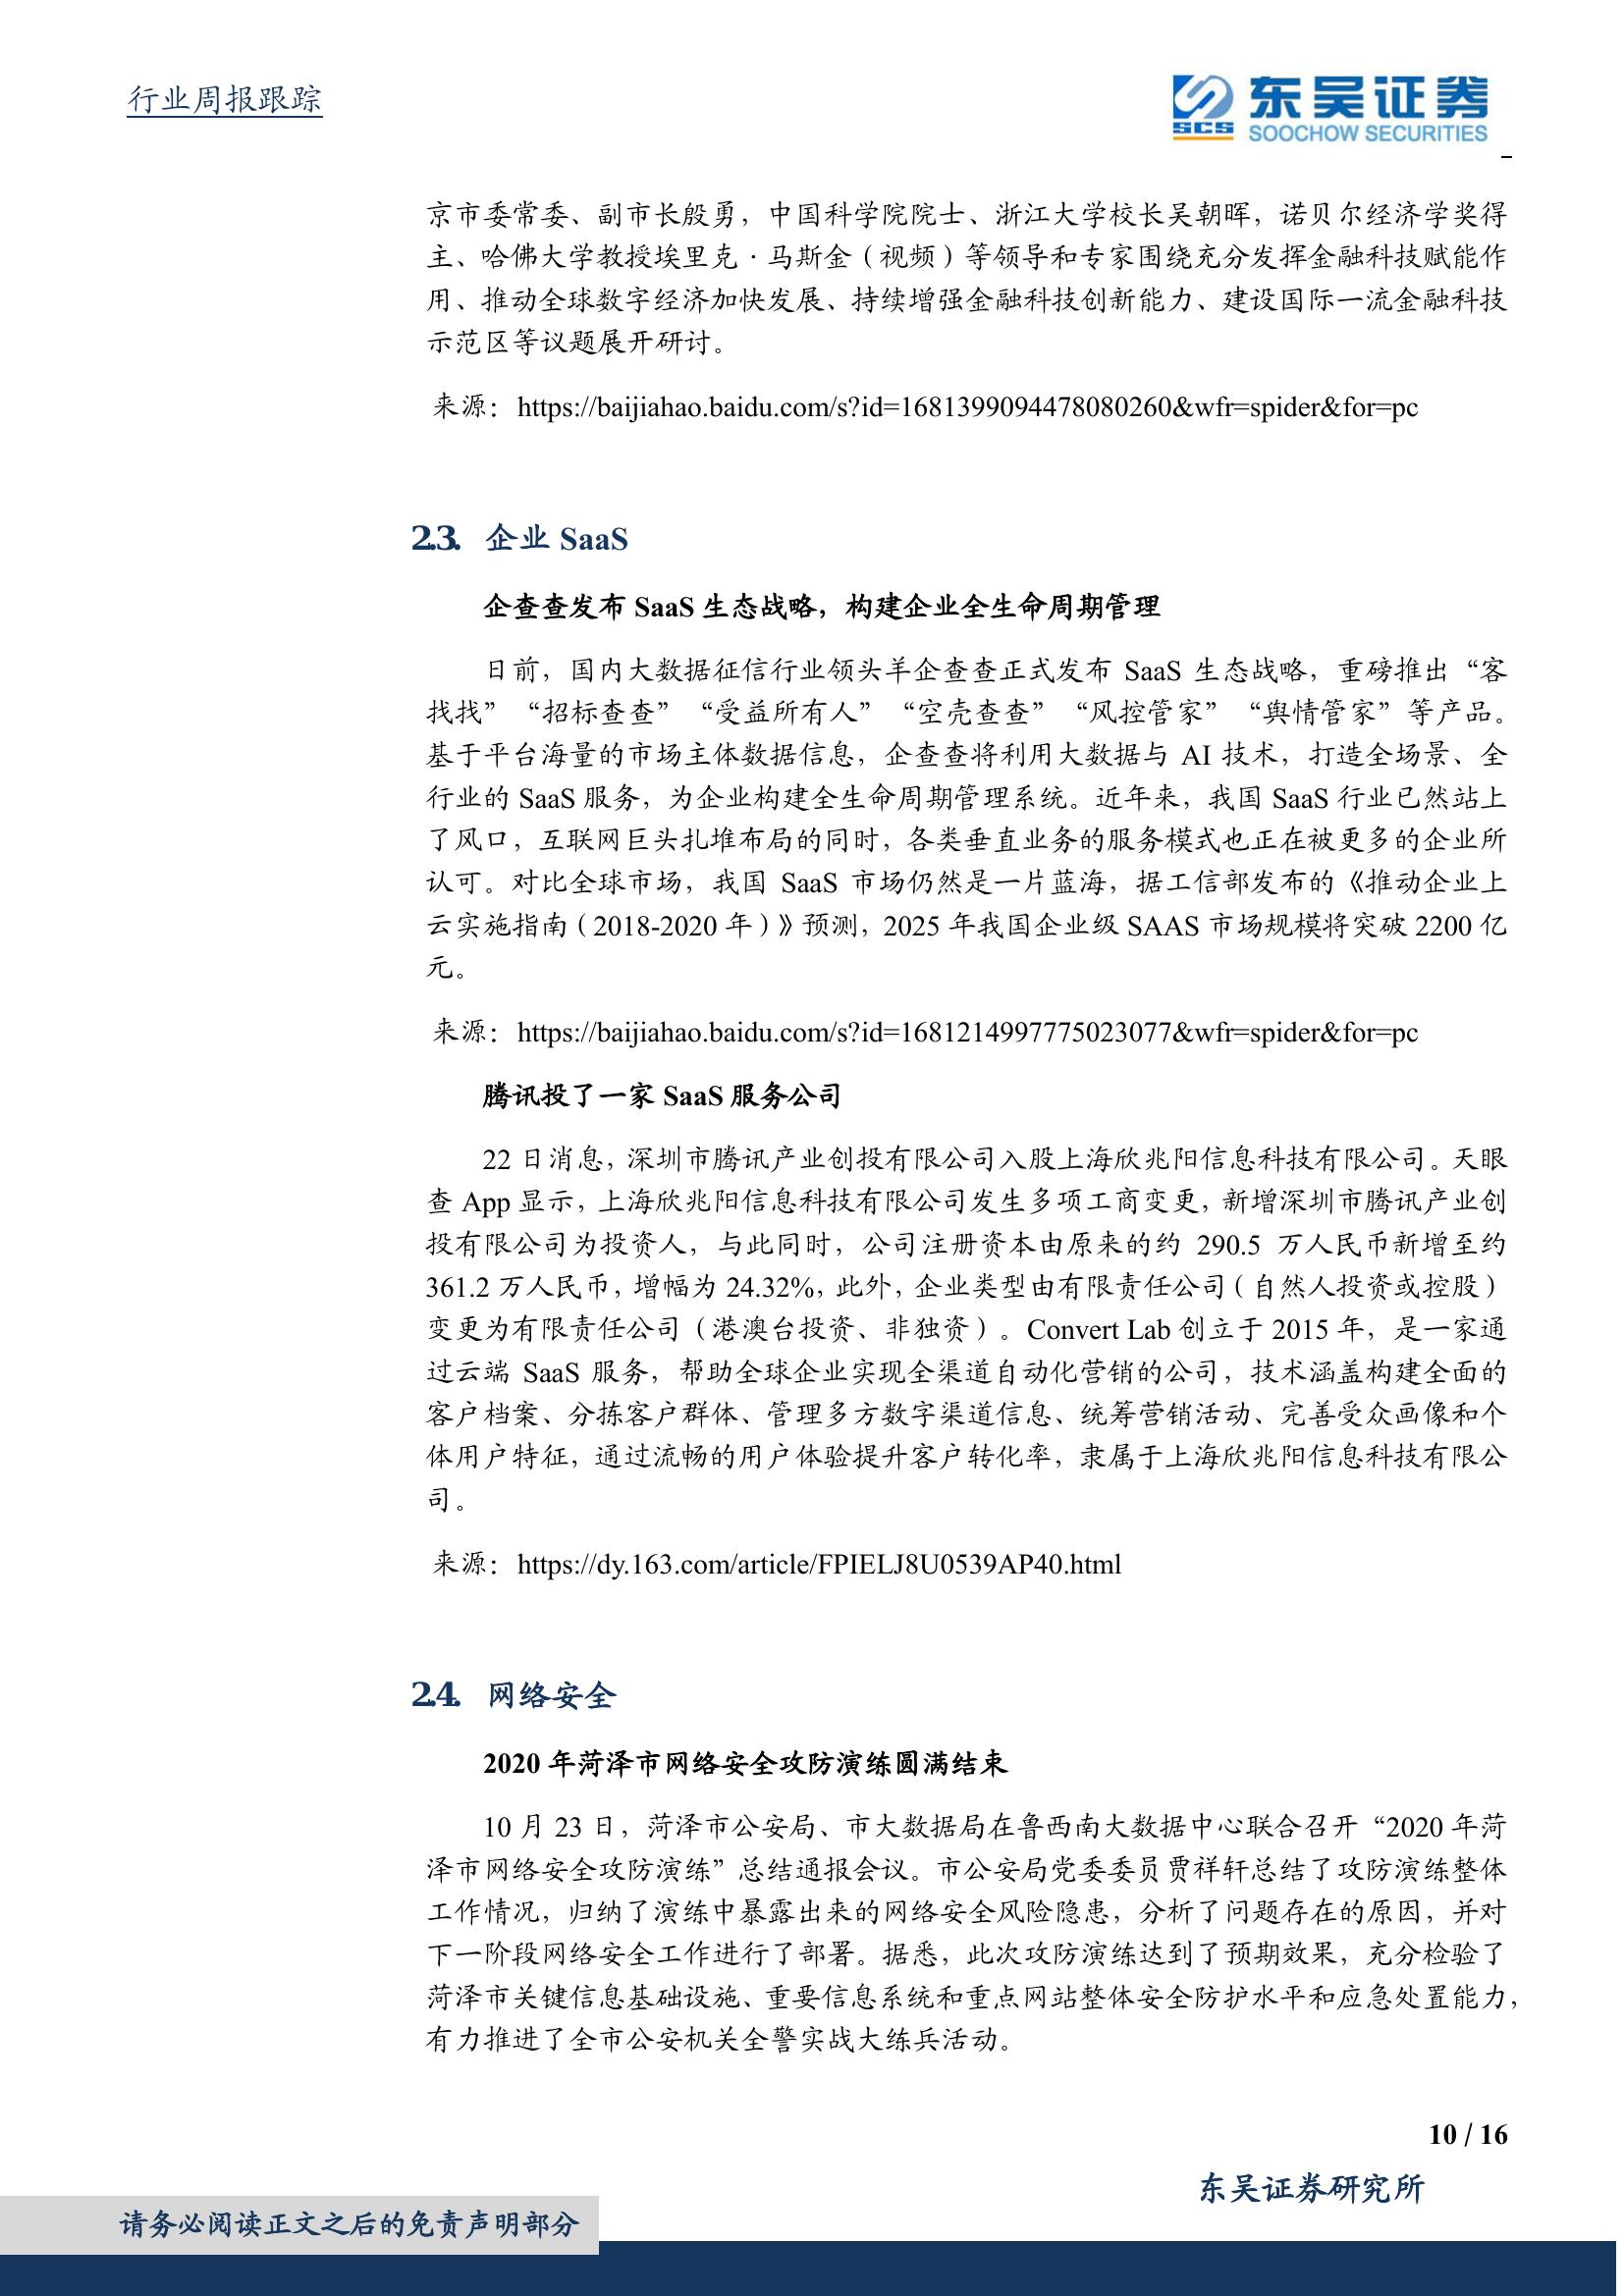 行业周报跟踪
SCS
东吴证券
SOOCHOW SECURITIES
京市委常委、副市长殷勇，中国科学院院士、浙江大学校长吴朝晖，诺贝尔经济学奖得
主、哈佛大学教授埃里克·马斯金（视频）等领导和专家围绕充分发挥金融科技赋能作
用、推动全球数字经济加快发展、持续增强金融科技创新能力、建设国际一流金融科技
示范区等议题展开研讨。
来源：https://baijiahao.baidu.com/s?id=1681399094478080260&wfr=spider&for=pc
2.3. 企业 SaaS
企查查发布 SaaS 生态战略，构建企业全生命周期管理
日前，国内大数据征信行业领头羊企查查正式发布 SaaS 生态战略，重磅推出“客
找找”“招标查查”“受益所有人”“空壳查查”“风控管家”“舆情管家”等产品。
基于平台海量的市场主体数据信息，企查查将利用大数据与 AI 技术，打造全场景、全
行业的 SaaS 服务，为企业构建全生命周期管理系统。近年来，我国 SaaS 行业已然站上
了风口，互联网巨头扎堆布局的同时，各类垂直业务的服务模式也正在被更多的企业所
认可。对比全球市场，我国 SaaS 市场仍然是一片蓝海，据工信部发布的《推动企业上
云实施指南（2018-2020 年）》预测，2025 年我国企业级 SAAS 市场规模将突破 2200 亿
元。
来源：https://baijiahao.baidu.com/s?id=1681214997775023077&wfr=spider&for=pc
腾讯投了一家 SaaS 服务公司
22 日消息，深圳市腾讯产业创投有限公司入股上海欣兆阳信息科技有限公司。天眼
查 App 显示，上海欣兆阳信息科技有限公司发生多项工商变更，新增深圳市腾讯产业创
投有限公司为投资人，与此同时，公司注册资本由原来的约 290.5 万人民币新增至约
361.2 万人民币，增幅为 24.32%，此外，企业类型由有限责任公司（自然人投资或控股）
变更为有限责任公司（港澳台投资、非独资）。Convert Lab 创立于 2015 年，是一家通
过云端 SaaS 服务，帮助全球企业实现全渠道自动化营销的公司，技术涵盖构建全面的
客户档案、分拣客户群体、管理多方数字渠道信息、统筹营销活动、完善受众画像和个
体用户特征，通过流畅的用户体验提升客户转化率，隶属于上海欣兆阳信息科技有限公
司。
来源：https://dy.163.com/article/FPIELJ8U0539AP40.html
2.4. 网络安全
2020 年菏泽市网络安全攻防演练圆满结束
10 月 23 日，菏泽市公安局、市大数据局在鲁西南大数据中心联合召开“2020 年菏
泽市网络安全攻防演练”总结通报会议。市公安局党委委员贾祥轩总结了攻防演练整体
工作情况，归纳了演练中暴露出来的网络安全风险隐患，分析了问题存在的原因，并对
下一阶段网络安全工作进行了部署。据悉，此次攻防演练达到了预期效果，充分检验了
菏泽市关键信息基础设施、重要信息系统和重点网站整体安全防护水平和应急处置能力，
有力推进了全市公安机关全警实战大练兵活动。
10 / 16
东吴证券研究所
请务必阅读正文之后的免责声明部分